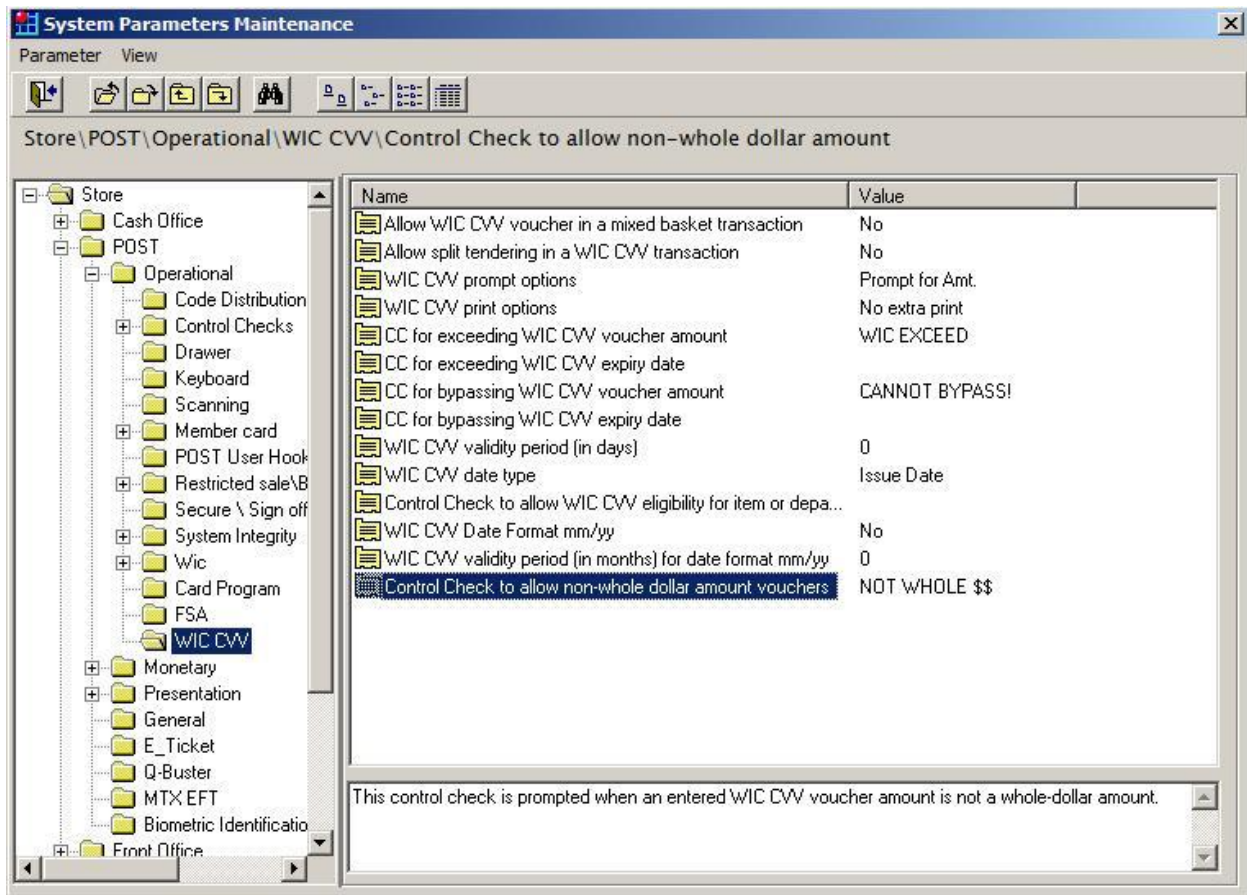 System Parameters Maintenance
Parameter View
Store\POST\Operational\WIC CVV\Control Check to allow non-whole dollar amount
Store
Cash Office
POST
Operational
Code Distribution
Control Checks
Drawer
Keyboard
Scanning
Member card
POST User Hook
Restricted sale\B
Secure \ Sign off
System Integrity
Wic
Card Program
FSA
WIC CVV
Monetary
Presentation
General
E_Ticket
Q-Buster
MTX EFT
Biometric Identificatio
Front Office
Name Value
Allow WIC CVV voucher in a mixed basket transaction No
Allow split tendering in a WIC CVV transaction No
WIC CVV prompt options Prompt for Amt.
WIC CVV print options No extra print
CC for exceeding WIC CVV voucher amount WIC EXCEED
CC for exceeding WIC CVV expiry date
CC for bypassing WIC CVV voucher amount CANNOT BYPASS!
CC for bypassing WIC CVV expiry date
WIC CVV validity period (in days) 0
WIC CVV date type Issue Date
Control Check to allow WIC CVV eligibility for item or depa...
WIC CVV Date Format mm/yy No
WIC CVV validity period (in months) for date format mm/yy 0
Control Check to allow non-whole dollar amount vouchers NOT WHOLE $$
This control check is prompted when an entered WIC CVV voucher amount is not a whole-dollar amount.